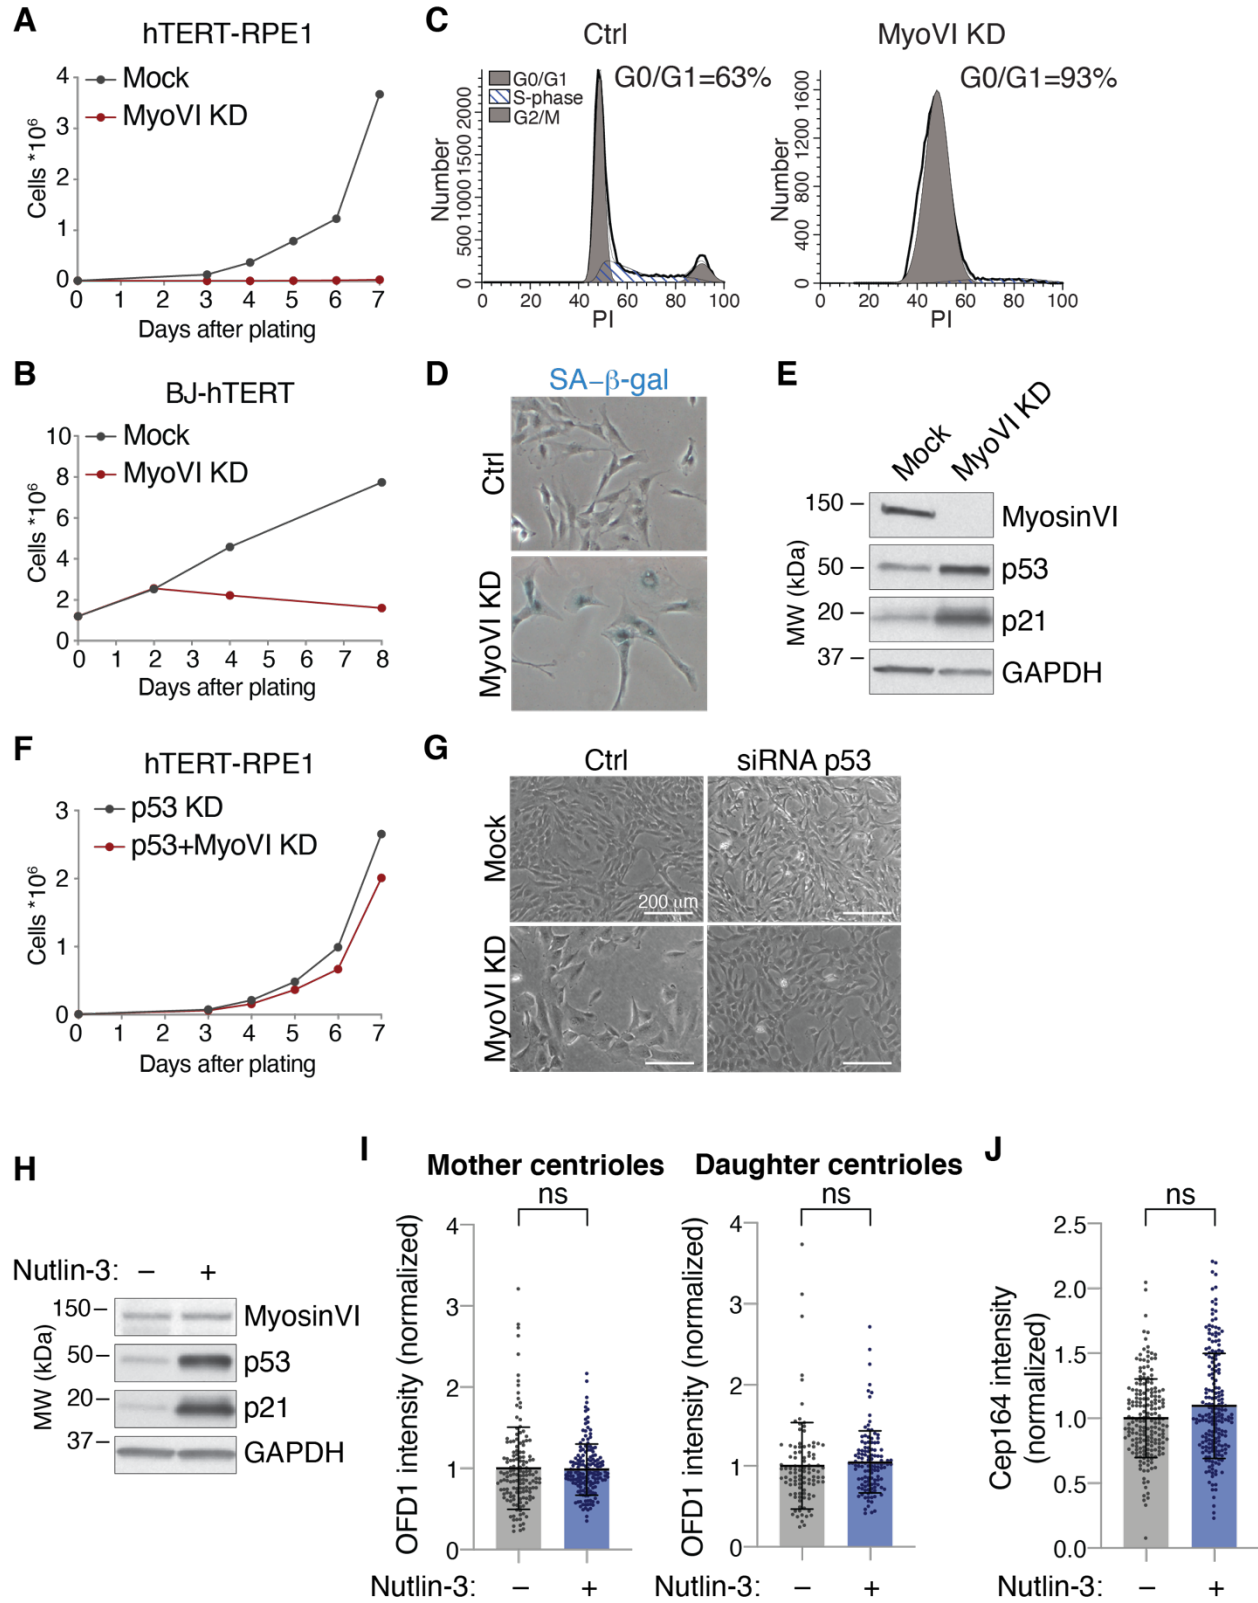 A
hTERT-RPE1
Mock
MyoVI KD
Cells *10⁶
4
3
2
1
0
0 1 2 3 4 5 6 7
Days after plating
B
BJ-hTERT
Mock
MyoVI KD
Cells *10⁶
10
8
6
4
2
0
0 1 2 3 4 5 6 7 8
Days after plating
C
Ctrl
G0/G1
S-phase
G2/M
G0/G1=63%
Number
0 500 1000 1500 2000
0 20 40 60 80 100
PI
MyoVI KD
G0/G1=93%
Number
0 400 800 1200 1600
0 20 40 60 80 100
PI
D
SA–β-gal
Ctrl
MyoVI KD
E
Mock
MyoVI KD
MW (kDa)
150 – MyosinVI
50 – p53
20 – p21
37 – GAPDH
F
hTERT-RPE1
p53 KD
p53+MyoVI KD
Cells *10⁶
3
2
1
0
0 1 2 3 4 5 6 7
Days after plating
G
Ctrl
siRNA p53
Mock
MyoVI KD
200 µm
H
Nutlin-3: – +
MW (kDa)
150 – MyosinVI
50 – p53
20 – p21
37 – GAPDH
I
Mother centrioles
ns
OFD1 intensity (normalized)
4
3
2
1
0
Nutlin-3: – +
Daughter centrioles
ns
OFD1 intensity (normalized)
4
3
2
1
0
Nutlin-3: – +
J
ns
Cep164 intensity
(normalized)
2.5
2.0
1.5
1.0
0.5
0.0
Nutlin-3: – +